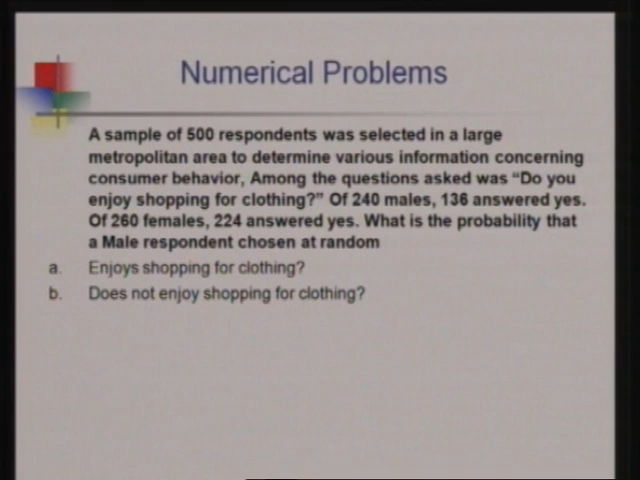 Numerical Problems
A sample of 500 respondents was selected in a large
metropolitan area to determine various information concerning
consumer behavior, Among the questions asked was “Do you
enjoy shopping for clothing?” Of 240 males, 136 answered yes.
Of 260 females, 224 answered yes. What is the probability that
a Male respondent chosen at random
a. Enjoys shopping for clothing?
b. Does not enjoy shopping for clothing?